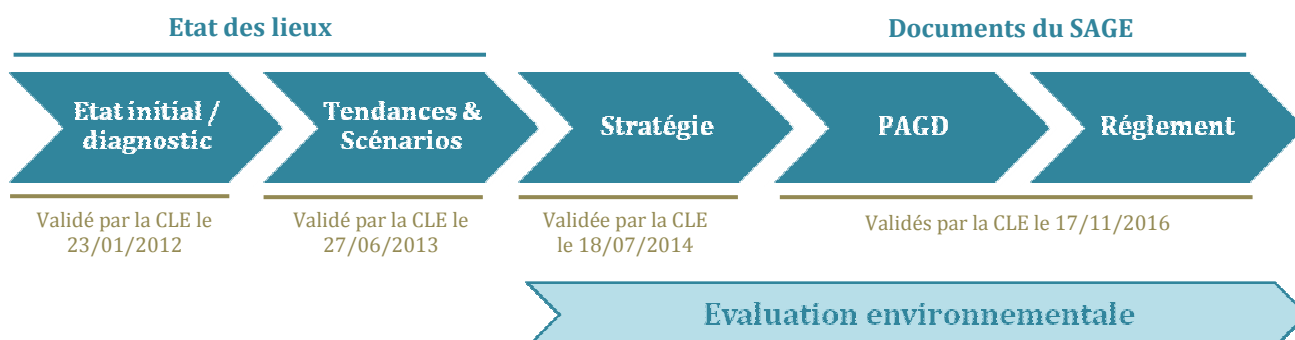 Etat des lieux
Documents du SAGE
Etat initial /
diagnostic
Tendances &
Scénarios
Stratégie
PAGD
Réglement
Validé par la CLE le
23/01/2012
Validé par la CLE le
27/06/2013
Validée par la CLE
le 18/07/2014
Validés par la CLE le 17/11/2016
Evaluation environnementale